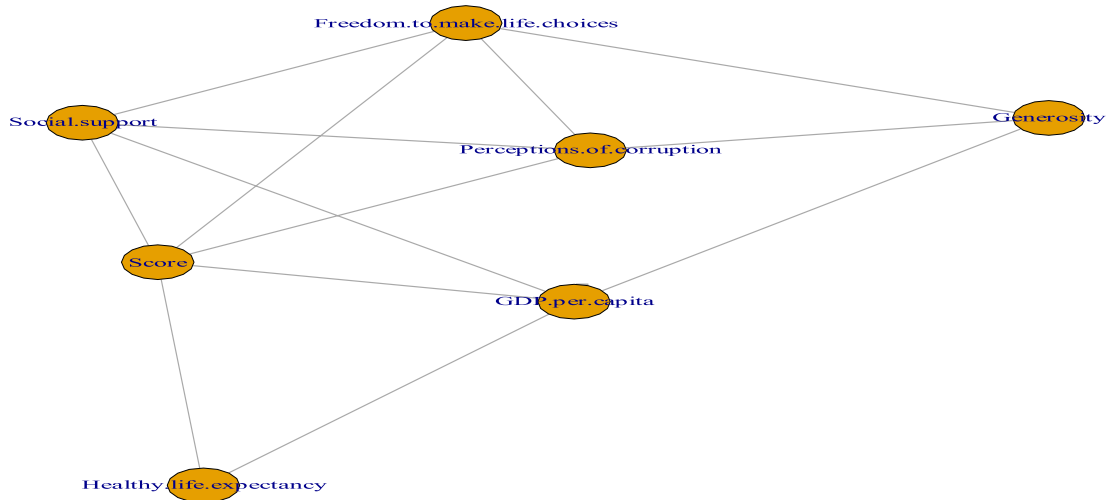 Freedom.to.make.life.choices
Social.support
Generosity
Perceptions.of.corruption
Score
GDP.per.capita
Healthy.life.expectancy